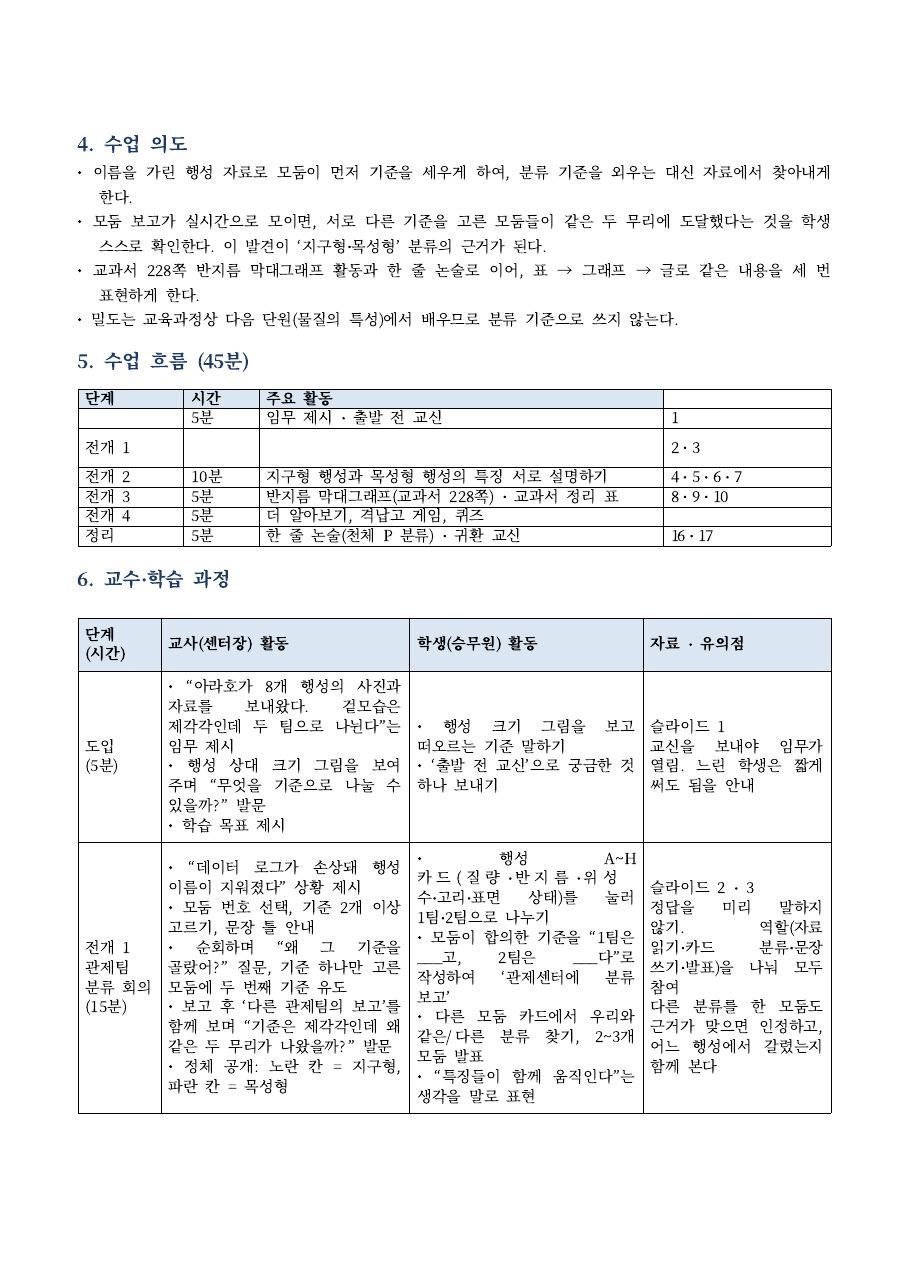 4. 수업 의도
· 이름을 가린 행성 자료로 모둠이 먼저 기준을 세우게 하여, 분류 기준을 외우는 대신 자료에서 찾아내게
한다.
· 모둠 보고가 실시간으로 모이면, 서로 다른 기준을 고른 모둠들이 같은 두 무리에 도달했다는 것을 학생
스스로 확인한다. 이 발견이 ‘지구형·목성형’ 분류의 근거가 된다.
· 교과서 228쪽 반지름 막대그래프 활동과 한 줄 논술로 이어, 표 → 그래프 → 글로 같은 내용을 세 번
표현하게 한다.
· 밀도는 교육과정상 다음 단원(물질의 특성)에서 배우므로 분류 기준으로 쓰지 않는다.
5. 수업 흐름 (45분)
단계 시간 주요 활동
5분 임무 제시 · 출발 전 교신 1
전개 1 2 · 3
전개 2 10분 지구형 행성과 목성형 행성의 특징 서로 설명하기 4 · 5 · 6 · 7
전개 3 5분 반지름 막대그래프(교과서 228쪽) · 교과서 정리 표 8 · 9 · 10
전개 4 5분 더 알아보기, 격납고 게임, 퀴즈
정리 5분 한 줄 논술(천체 P 분류) · 귀환 교신 16 · 17
6. 교수·학습 과정
단계
(시간)
교사(센터장) 활동
학생(승무원) 활동
자료 · 유의점
도입
(5분)
· “아라호가 8개 행성의 사진과
자료를 보내왔다. 겉모습은
제각각인데 두 팀으로 나뉜다”는
임무 제시
· 행성 상대 크기 그림을 보여
주며 “무엇을 기준으로 나눌 수
있을까?” 발문
· 학습 목표 제시
· 행성 크기 그림을 보고
떠오르는 기준 말하기
· ‘출발 전 교신’으로 궁금한 것
하나 보내기
슬라이드 1
교신을 보내야 임무가
열림. 느린 학생은 짧게
써도 됨을 안내
전개 1
관제팀
분류 회의
(15분)
· “데이터 로그가 손상돼 행성
이름이 지워졌다” 상황 제시
· 모둠 번호 선택, 기준 2개 이상
고르기, 문장 틀 안내
· 순회하며 “왜 그 기준을
골랐어?” 질문, 기준 하나만 고른
모둠에 두 번째 기준 유도
· 보고 후 ‘다른 관제팀의 보고’를
함께 보며 “기준은 제각각인데 왜
같은 두 무리가 나왔을까?” 발문
· 정체 공개: 노란 칸 = 지구형,
파란 칸 = 목성형
· 행성 A~H
카드(질량·반지름·위성
수·고리·표면 상태)를 눌러
1팀·2팀으로 나누기
· 모둠이 합의한 기준을 “1팀은
___고, 2팀은 ___다”로
작성하여 ‘관제센터에 분류
보고’
· 다른 모둠 카드에서 우리와
같은/다른 분류 찾기, 2~3개
모둠 발표
· “특징들이 함께 움직인다”는
생각을 말로 표현
슬라이드 2 · 3
정답을 미리 말하지
않기. 역할(자료
읽기·카드 분류·문장
쓰기·발표)을 나눠 모두
참여
다른 분류를 한 모둠도
근거가 맞으면 인정하고,
어느 행성에서 갈렸는지
함께 본다